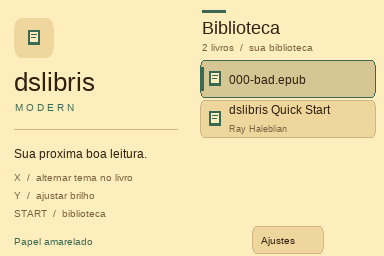 dslibris
MODERN
Sua proxima boa leitura.
X / alternar tema no livro
Y / ajustar brilho
START / biblioteca
Papel amarelado
Biblioteca
2 livros / sua biblioteca
000-bad.epub
dslibris Quick Start
Ray Haleblian
Ajustes